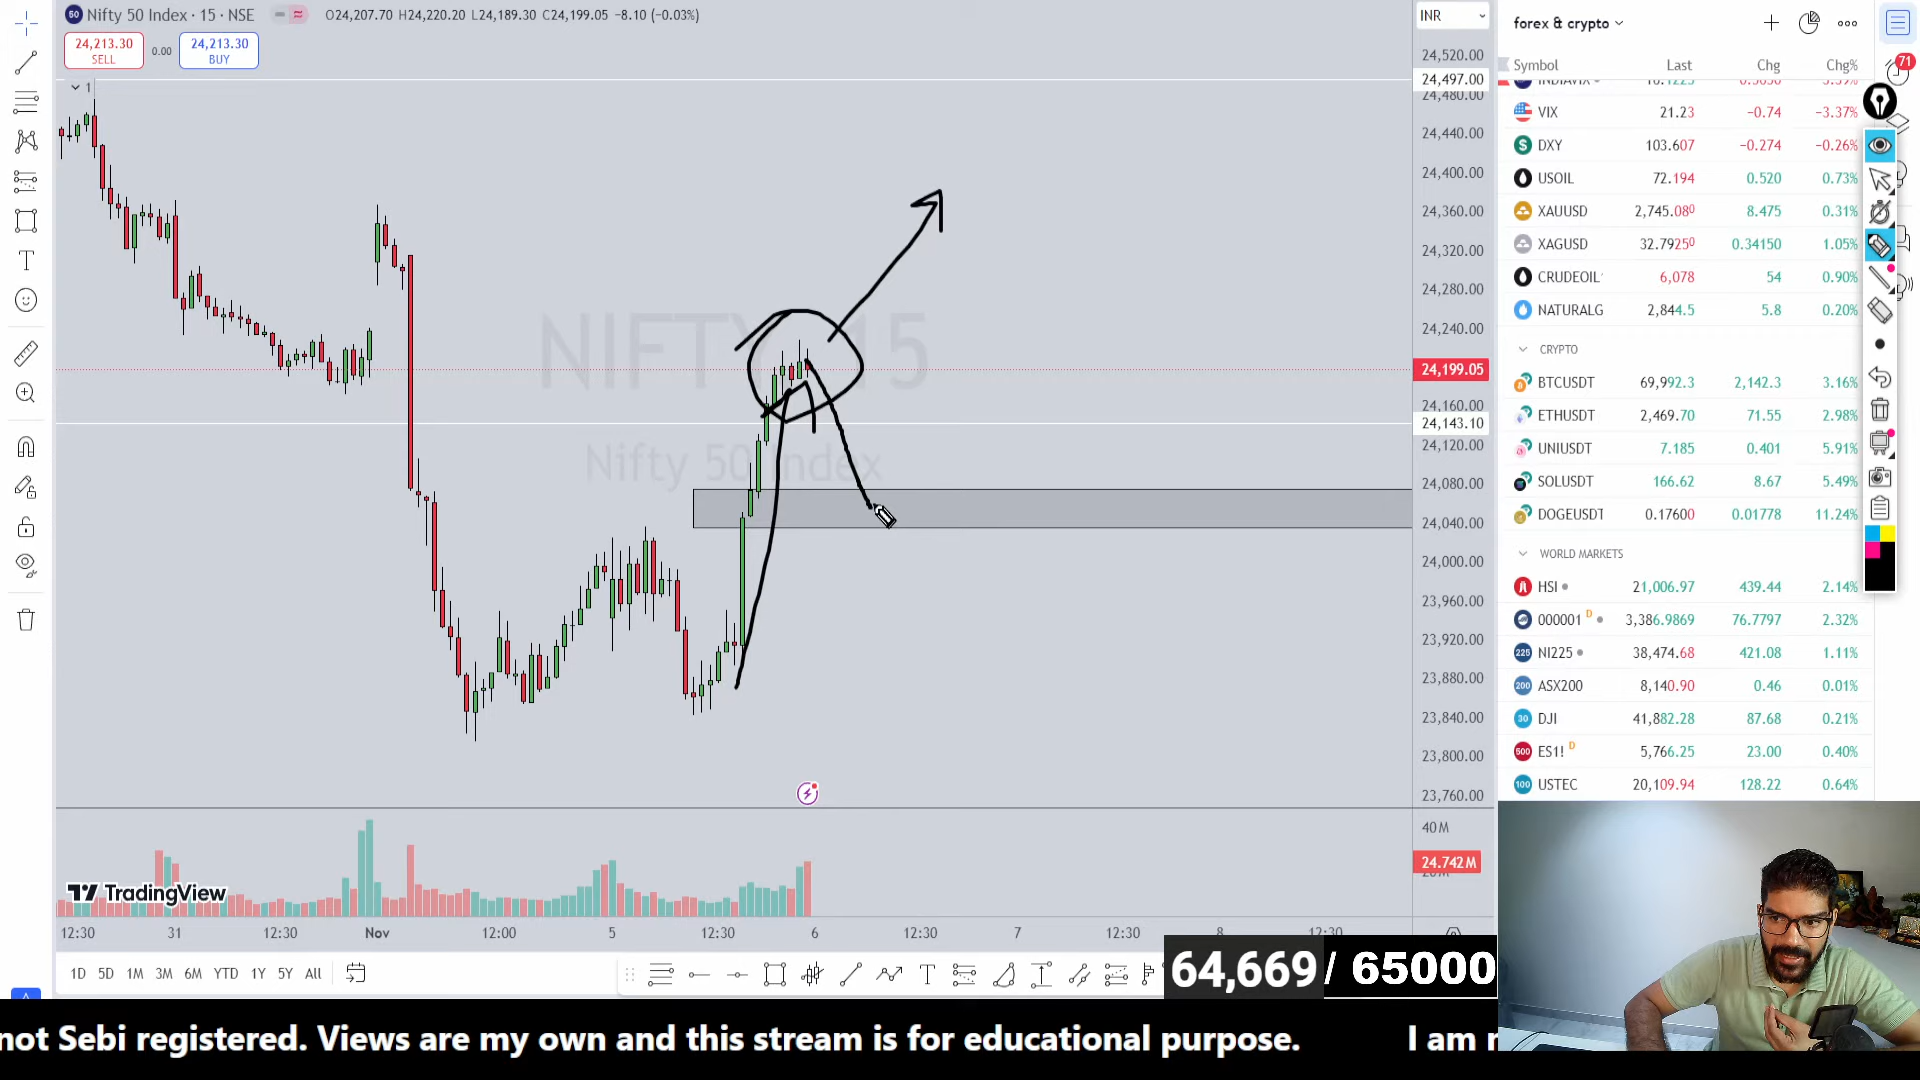 Nifty 50 Index · 15 · NSE
O24,207.70 H24,220.20 L24,189.30 C24,199.05 −8.10 (−0.03%)
24,213.30
SELL
0.00
24,213.30
BUY
1
NIFTY 15
Nifty 50 Index
INR
24,520.00
24,497.00
24,480.00
24,440.00
24,400.00
24,360.00
24,320.00
24,280.00
24,240.00
24,199.05
24,160.00
24,143.10
24,120.00
24,080.00
24,040.00
24,000.00
23,960.00
23,920.00
23,880.00
23,840.00
23,800.00
23,760.00
40 M
24.742M
TradingView
12:30 31 12:30 Nov 12:00 5 12:30 6 12:30 7 12:30 8 12:30
1D 5D 1M 3M 6M YTD 1Y 5Y All
64,669 / 65000
forex & crypto
71
Symbol Last Chg Chg%
VIX 21.23 −0.74 −3.37%
DXY 103.607 −0.274 −0.26%
USOIL 72.194 0.520 0.73%
XAUUSD 2,745.080 8.475 0.31%
XAGUSD 32.79250 0.34150 1.05%
CRUDEOIL 6,078 54 0.90%
NATURALG 2,844.5 5.8 0.20%
CRYPTO
BTCUSDT 69,992.3 2,142.3 3.16%
ETHUSDT 2,469.70 71.55 2.98%
UNIUSDT 7.185 0.401 5.91%
SOLUSDT 166.62 8.67 5.49%
DOGEUSDT 0.17600 0.01778 11.24%
WORLD MARKETS
HSI 21,006.97 439.44 2.14%
000001 D 3,386.9869 76.7797 2.32%
NI225 38,474.68 421.08 1.11%
ASX200 8,140.90 0.46 0.01%
DJI 41,882.28 87.68 0.21%
ES1! D 5,766.25 23.00 0.40%
USTEC 20,109.94 128.22 0.64%
not Sebi registered. Views are my own and this stream is for educational purpose. I am